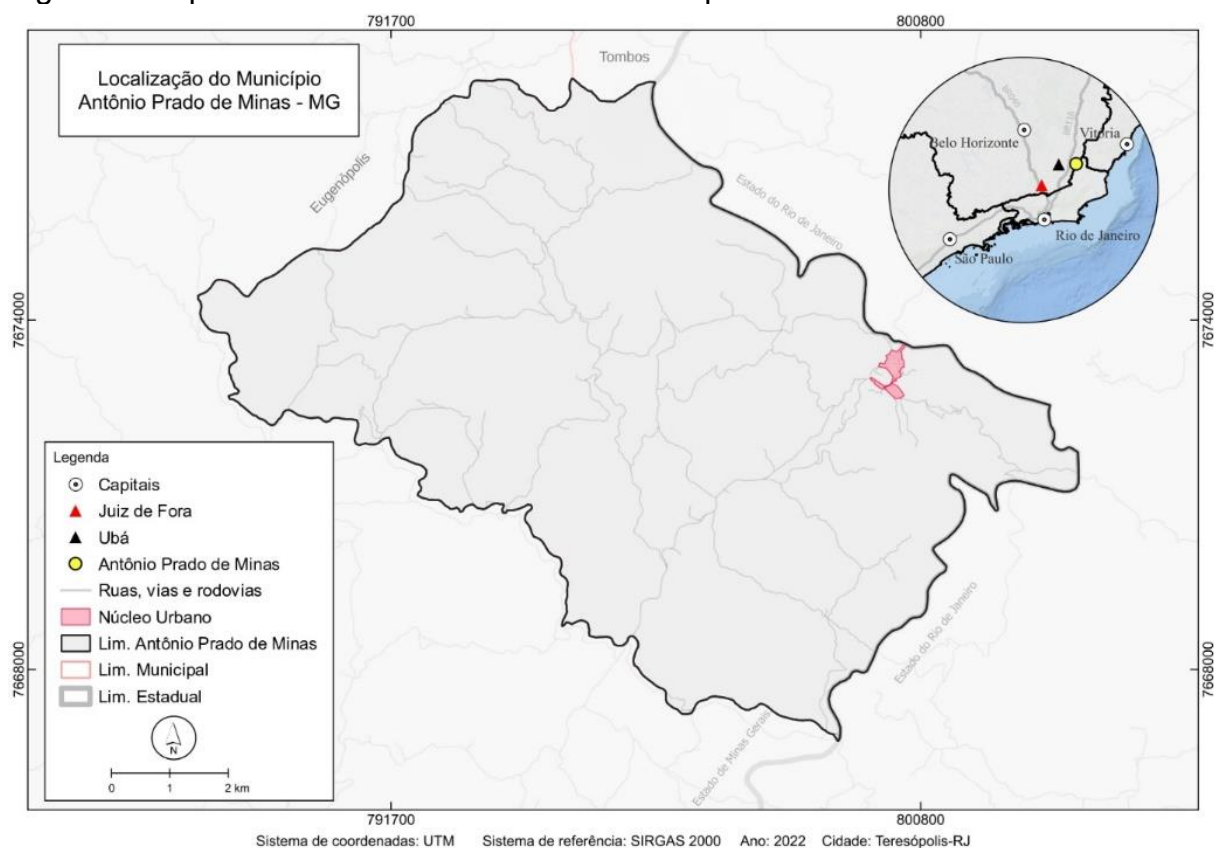 791700
800800
Localização do Município
Antônio Prado de Minas - MG
Tombos
Eugenópolis
Estado do Rio de Janeiro
BR040
BR116
Belo Horizonte
Vitória
Rio de Janeiro
São Paulo
7674000
7674000
Legenda
Capitais
Juiz de Fora
Ubá
Antônio Prado de Minas
Ruas, vias e rodovias
Núcleo Urbano
Lim. Antônio Prado de Minas
Lim. Municipal
Lim. Estadual
N
0 1 2 km
7668000
7668000
Estado do Rio de Janeiro
Estado de Minas Gerais
791700
800800
Sistema de coordenadas: UTM Sistema de referência: SIRGAS 2000 Ano: 2022 Cidade: Teresópolis-RJ